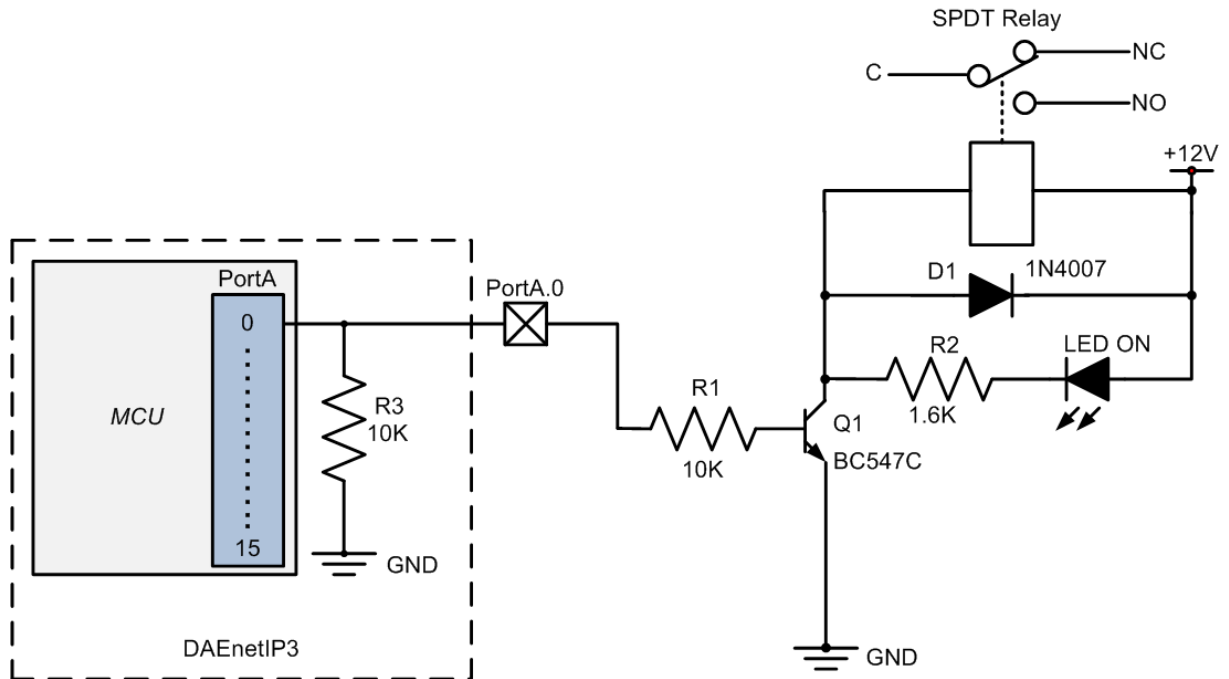 SPDT Relay
C
NC
NO
+12V
PortA
PortA.0
D1
1N4007
0
R2
LED ON
R1
R3
10K
MCU
1.6K
Q1
10K
BC547C
15
GND
DAEnetIP3
GND